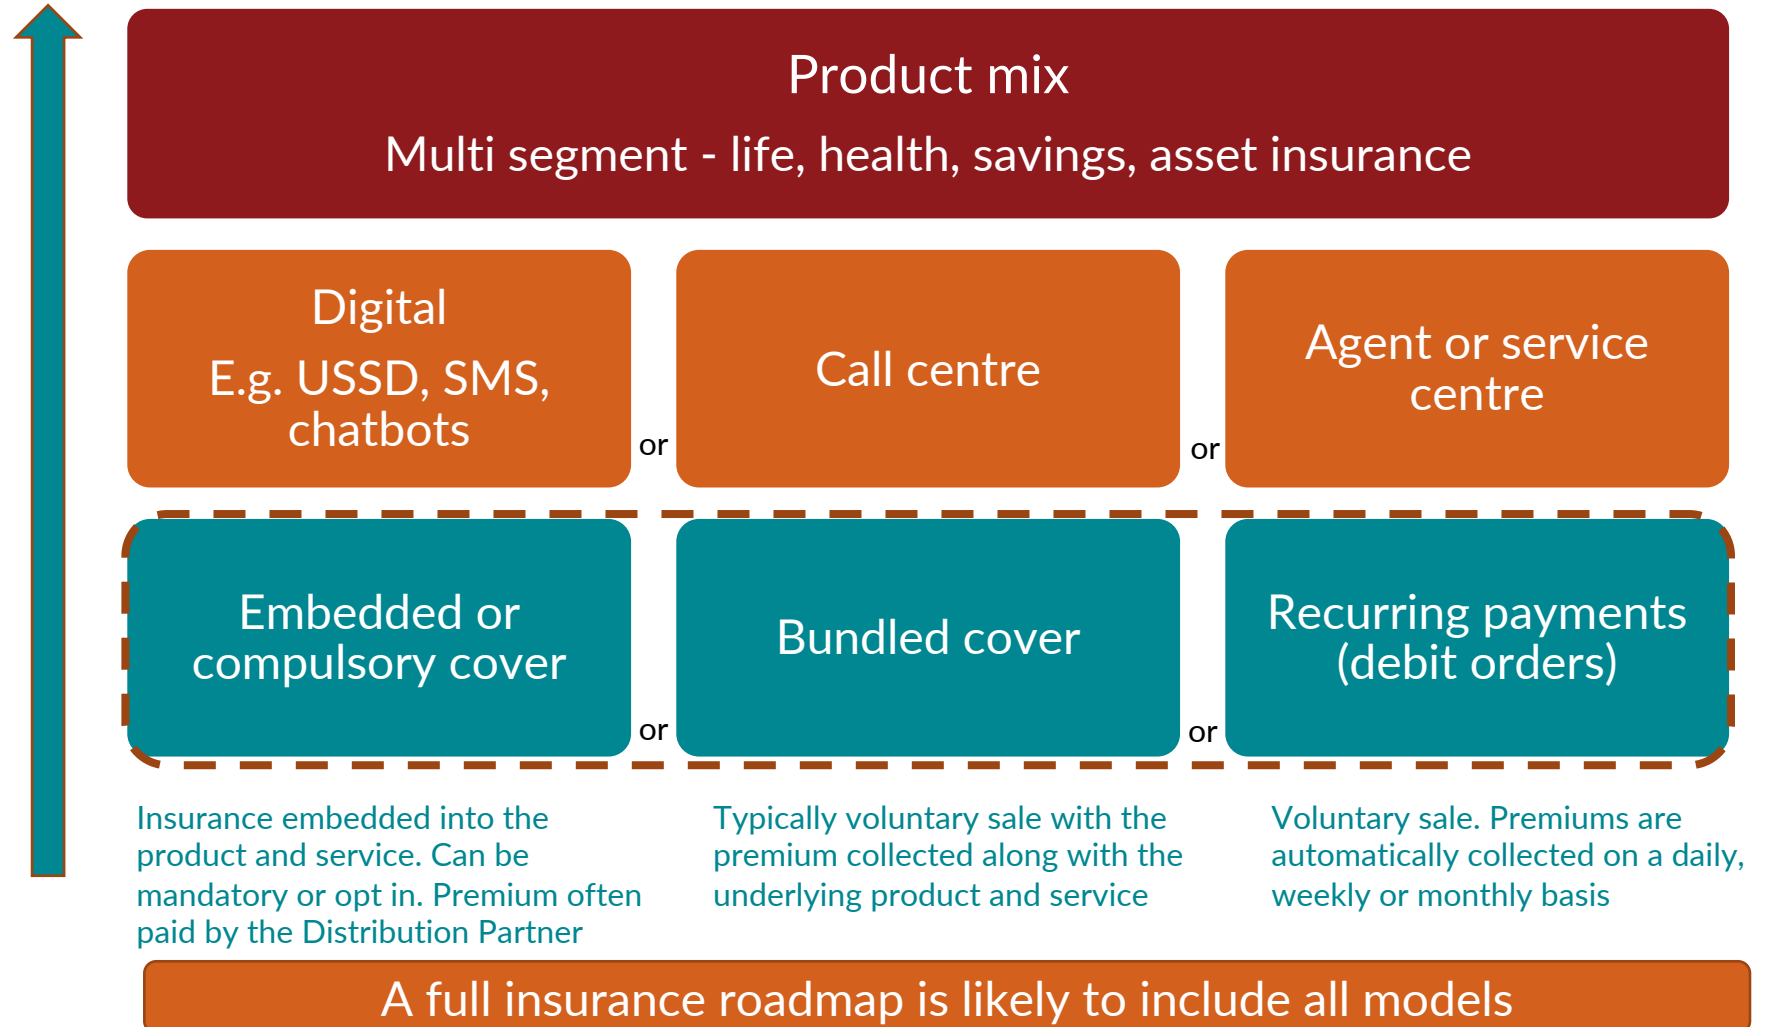 Product mix
Multi segment - life, health, savings, asset insurance
Digital
E.g. USSD, SMS,
chatbots
or
Call centre
or
Agent or service
centre
Embedded or
compulsory cover
or
Bundled cover
or
Recurring payments
(debit orders)
Insurance embedded into the
product and service. Can be
mandatory or opt in. Premium often
paid by the Distribution Partner
Typically voluntary sale with the
premium collected along with the
underlying product and service
Voluntary sale. Premiums are
automatically collected on a daily,
weekly or monthly basis
A full insurance roadmap is likely to include all models